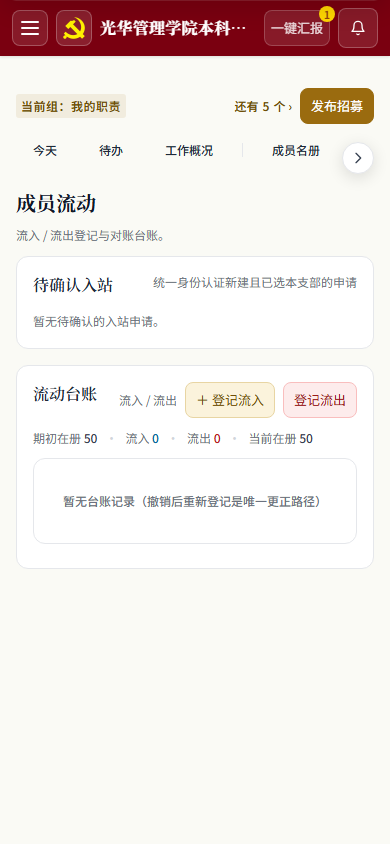 光华管理学院本科…
一键汇报
1
当前组：我的职责
还有 5 个 ›
发布招募
今天
待办
工作概况
成员名册
成员流动
流入 / 流出登记与对账台账。
待确认入站
统一身份认证新建且已选本支部的申请
暂无待确认的入站申请。
流动台账
流入 / 流出
＋ 登记流入
登记流出
期初在册 50 • 流入 0 • 流出 0 • 当前在册 50
暂无台账记录（撤销后重新登记是唯一更正路径）